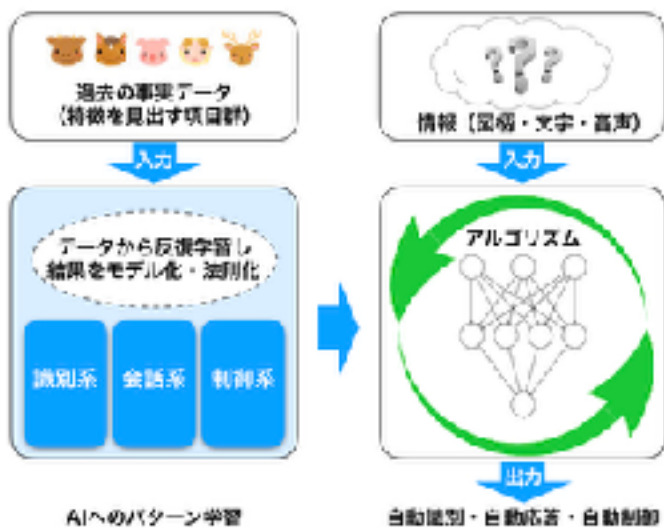 過去の事実データ
(特徴を見出す項目群)
入力
データから反復学習し
結果をモデル化・法則化
識別系
会話系
制御系
AIへのパターン学習
情報(図柄・文字・音声)
入力
アルゴリズム
出力
自動識別・自動応答・自動制御